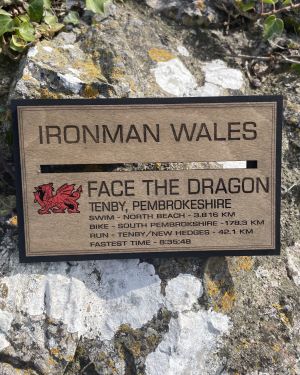 IRONMAN WALES
FACE THE DRAGON
TENBY, PEMBROKESHIRE
SWIM - NORTH BEACH - 3.816 KM
BIKE - SOUTH PEMBROKSHIRE -178.3 KM
RUN - TENBY/NEW HEDGES - 42.1 KM
FASTEST TIME - 8:35:48